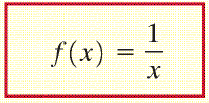 f(x) = 1/x